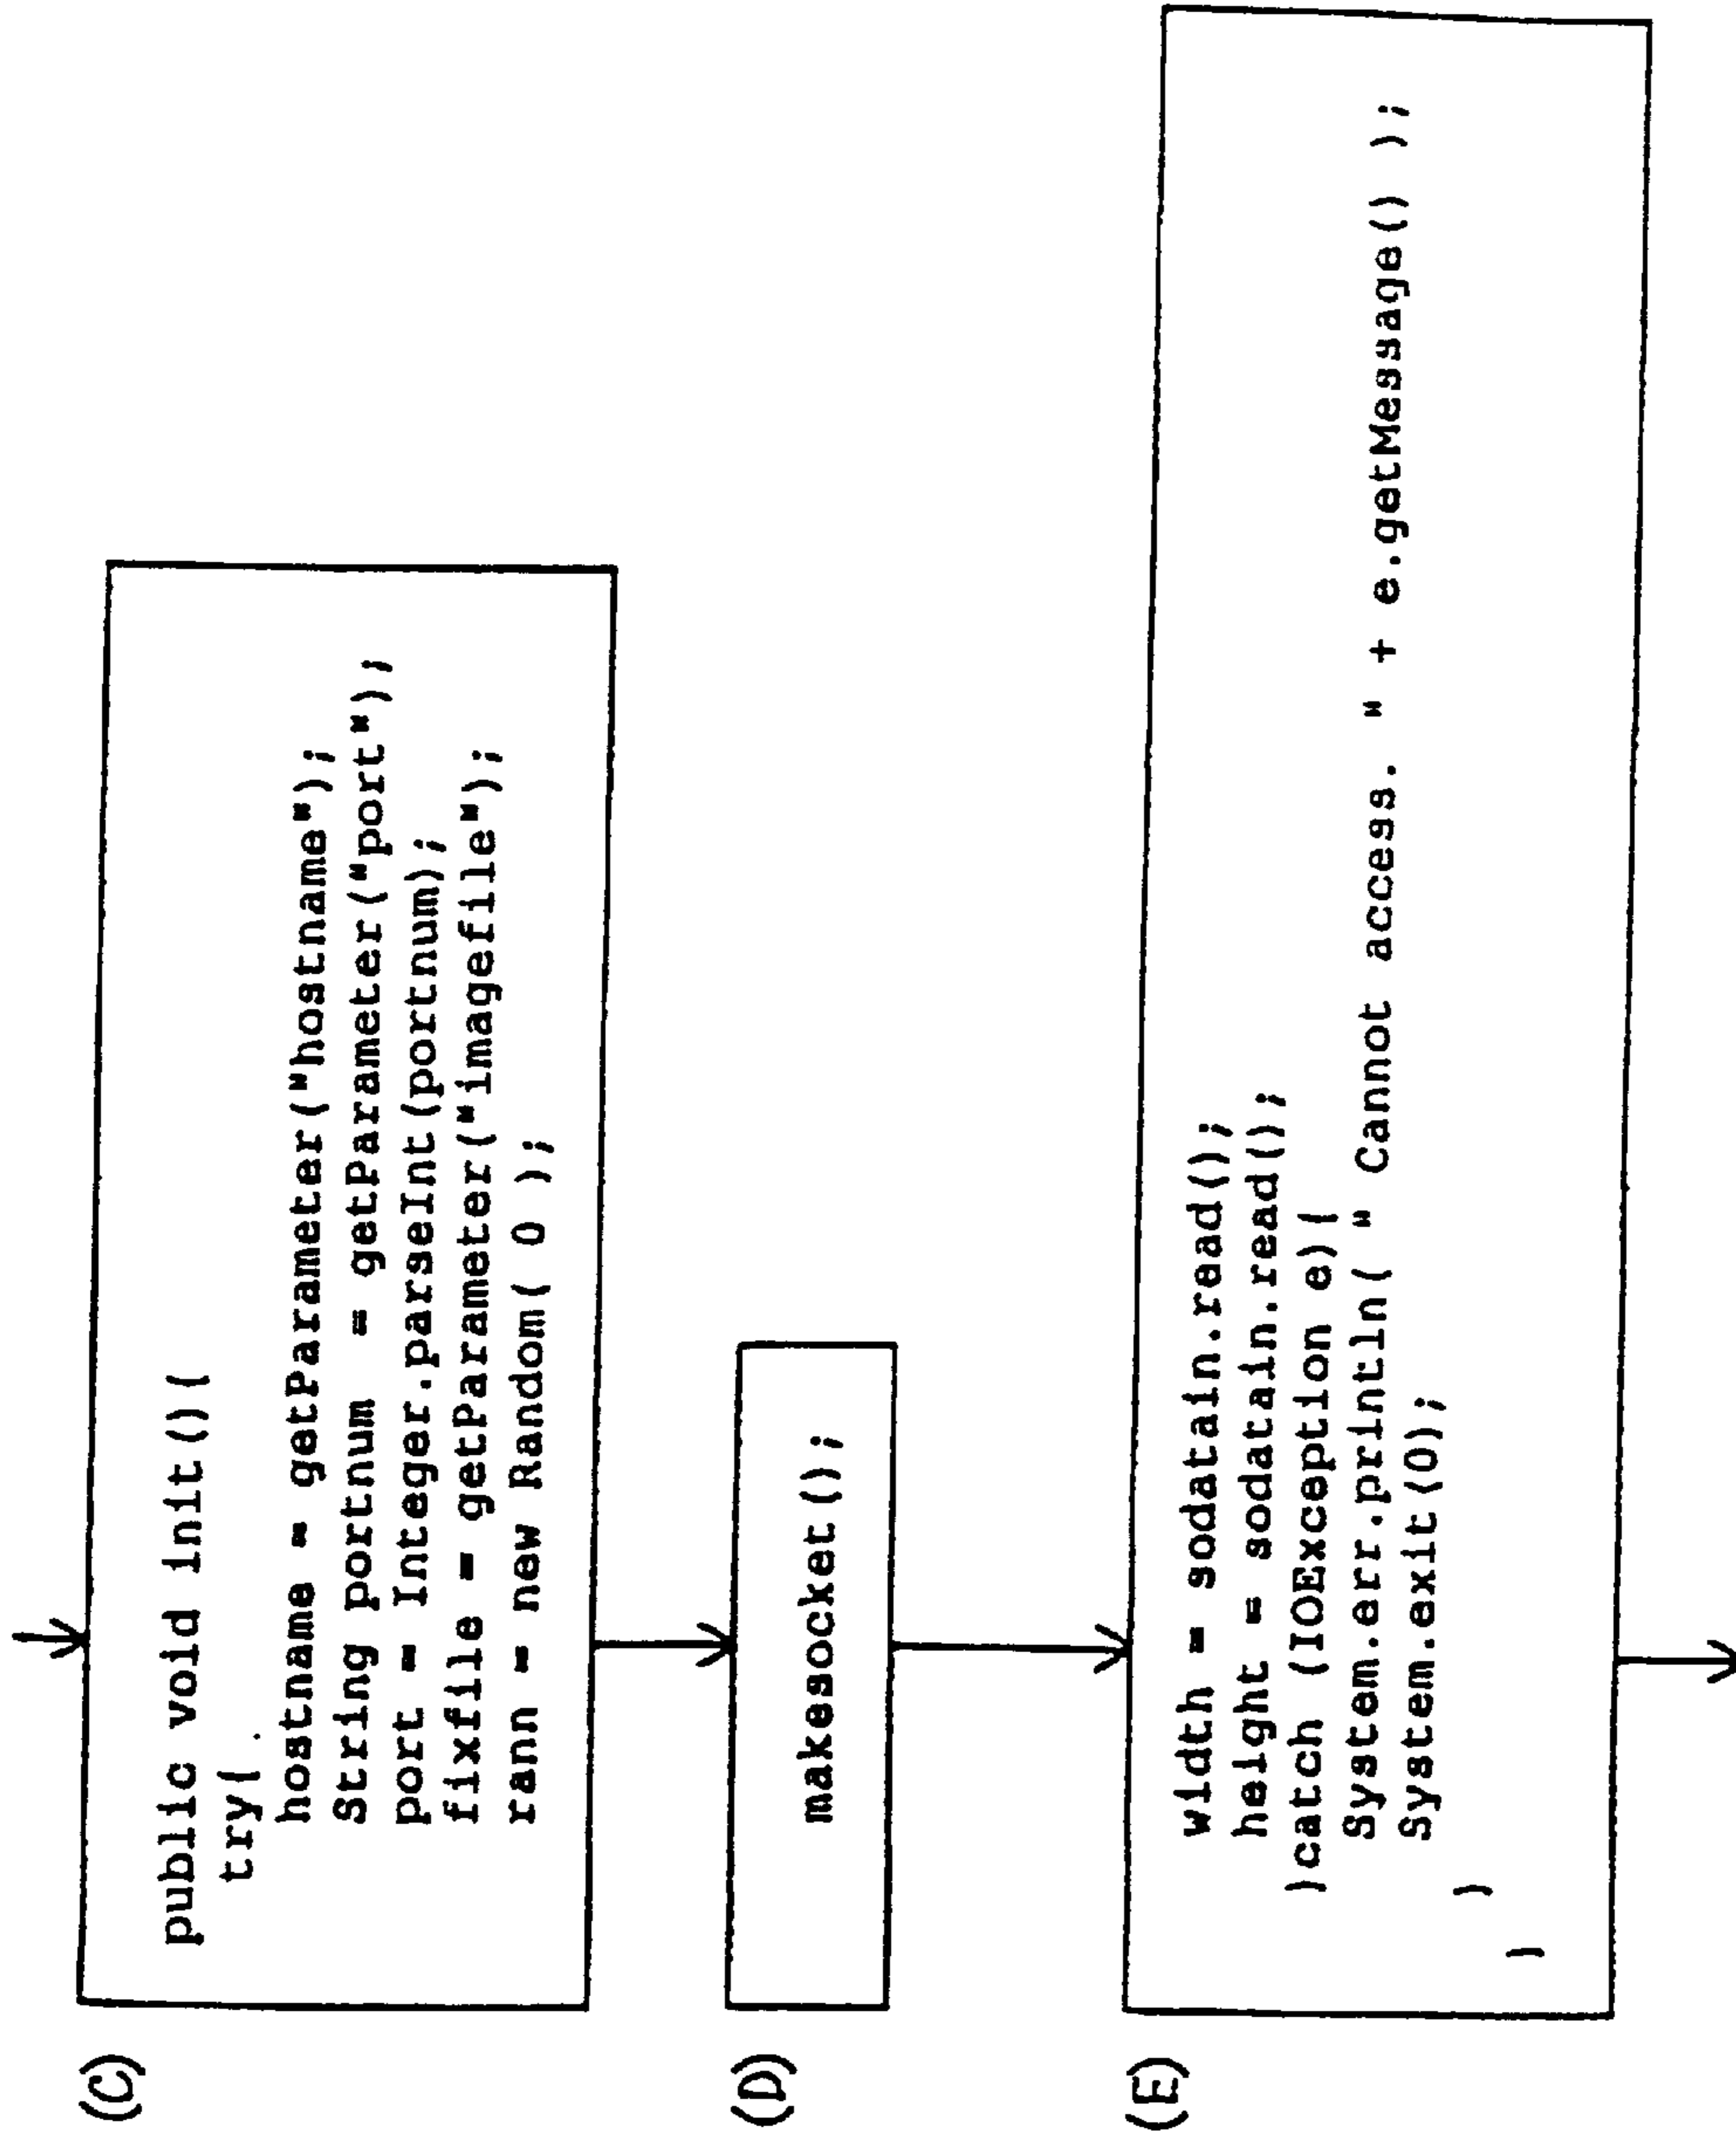 (C)
public void init(){
try{
hostname = getParameter("hostname");
String portnum = getParameter("port");
port = Integer.parseInt(portnum);
fixfile = getParameter("imagefile");
rann = new Random( 0 );
(D)
makesocket();
(E)
width = sodatain.read();
height = sodatain.read();
}catch (IOException e){
System.err.println( " Cannot access. " + e.getMessage() );
System.exit(0);
}
}